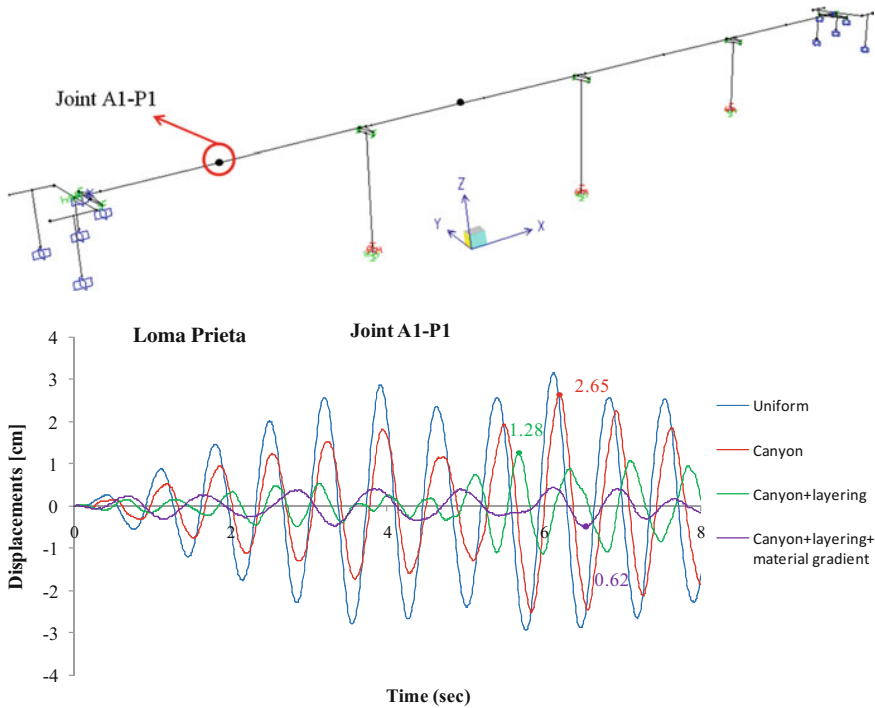 Joint A1-P1
Z
Y
X
Loma Prieta
Joint A1-P1
4
3
2
1
0
-1
-2
-3
-4
0
2
4
6
8
2.65
1.28
0.62
Displacements [cm]
Time (sec)
Uniform
Canyon
Canyon+layering
Canyon+layering+
material gradient